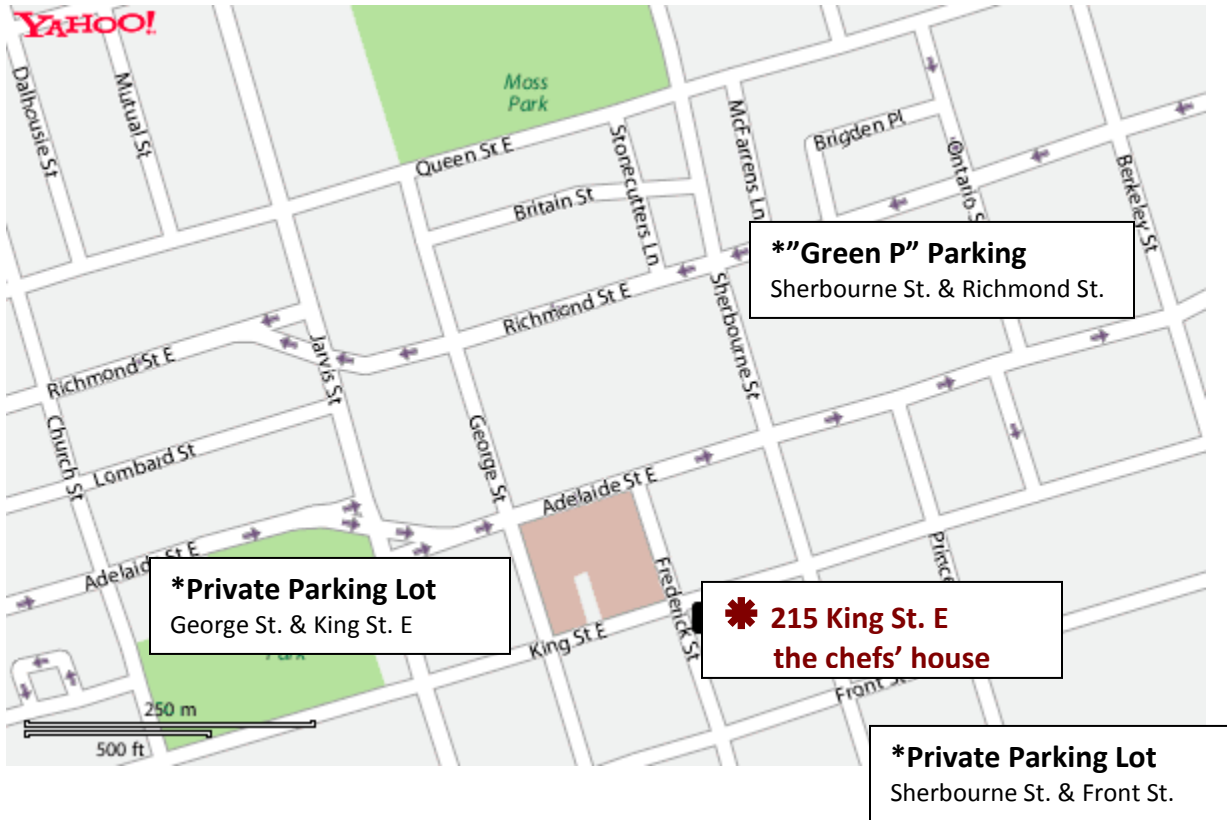 YAHOO!
Dalhousie St
Mutual St
Moss
Park
Queen St E
Stonecutters Ln
McFarrens Ln
Brigden Pl
Ontario S
Berkeley St
Britain St
*”Green P” Parking
Sherbourne St. & Richmond St.
Richmond St E
Sherbourne St
Jarvis St
Richmond St E
Church St
Lombard St
George St
Adelaide St E
Adelaide St E
*Private Parking Lot
George St. & King St. E
Park
Frederick St
King St E
Prince
215 King St. E
the chefs’ house
Front S
250 m
500 ft
*Private Parking Lot
Sherbourne St. & Front St.